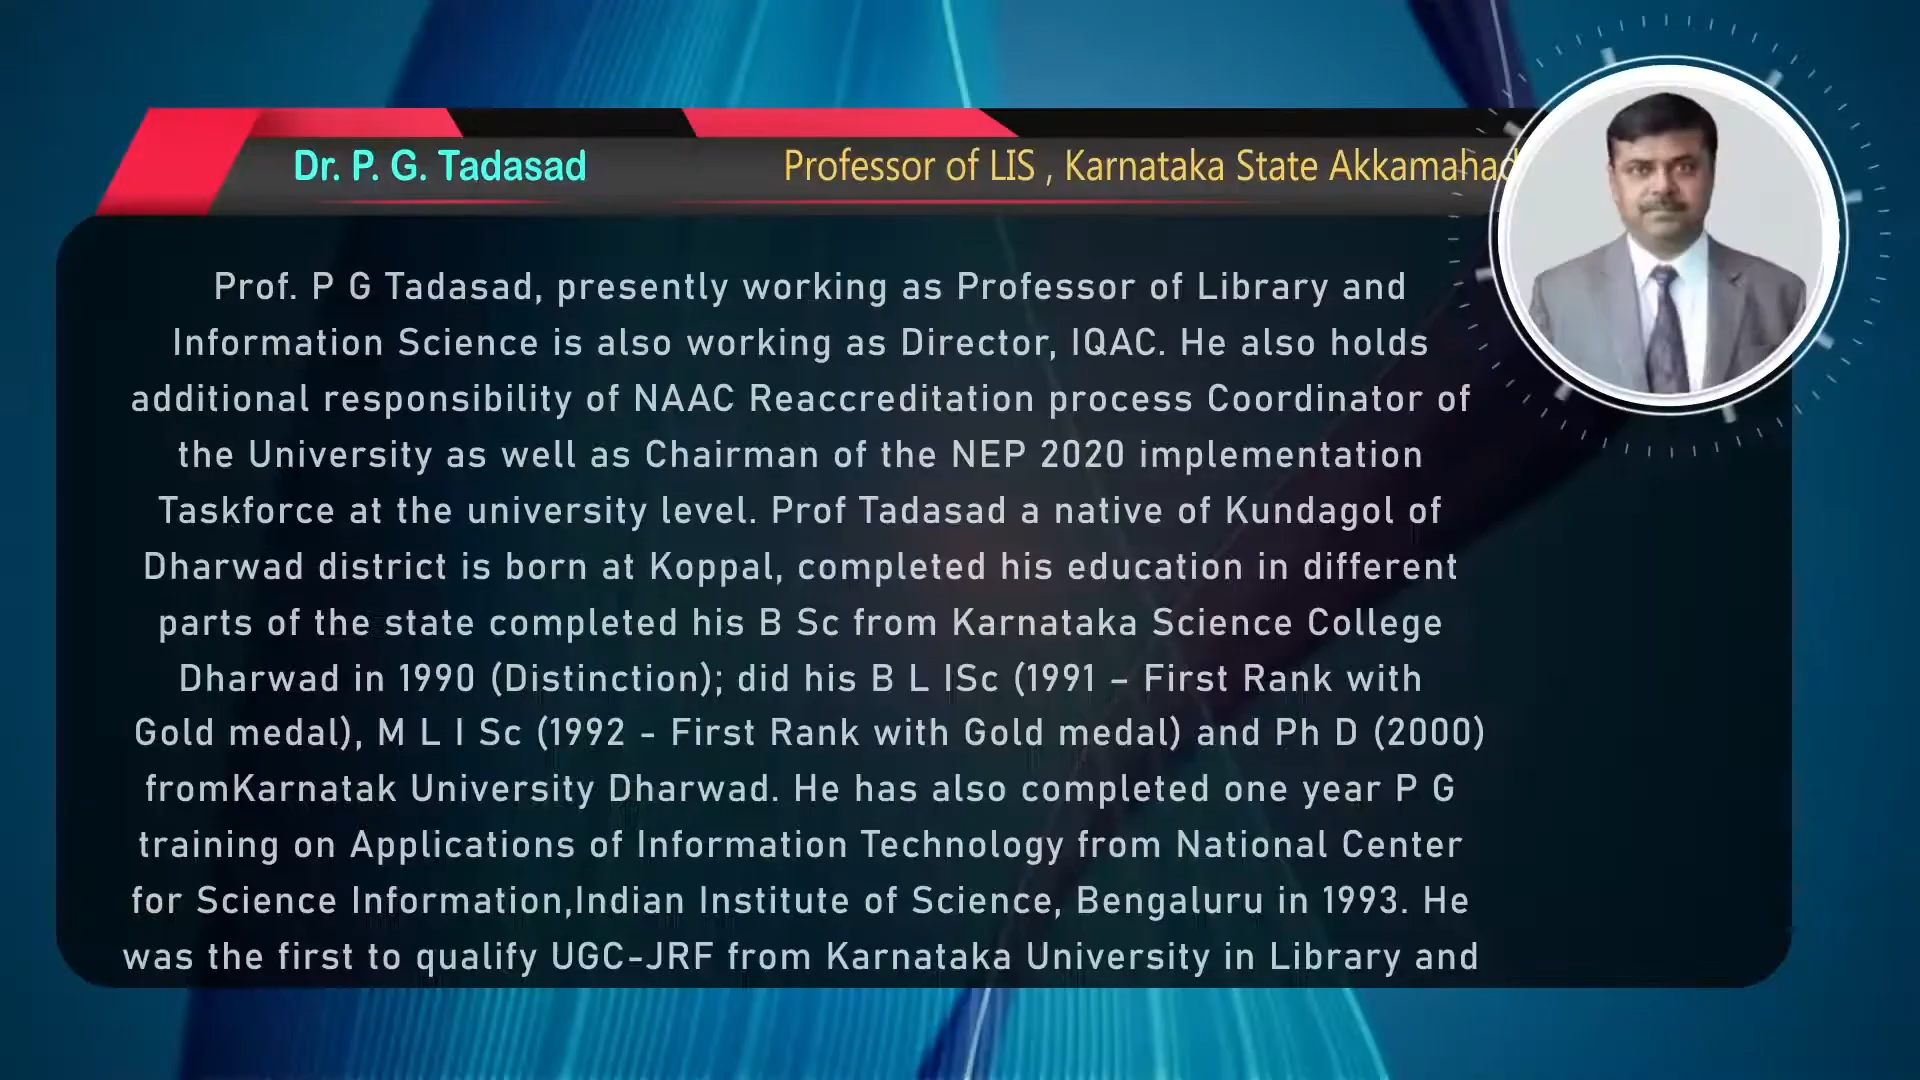 Dr. P. G. Tadasad
Professor of LIS , Karnataka State
Prof. P G Tadasad, presently working as Professor of Library and
Information Science is also working as Director, IQAC. He also holds
additional responsibility of NAAC Reaccreditation process Coordinator of
the University as well as Chairman of the NEP 2020 implementation
Taskforce at the university level. Prof Tadasad a native of Kundagol of
Dharwad district is born at Koppal, completed his education in different
parts of the state completed his B Sc from Karnataka Science College
Dharwad in 1990 (Distinction); did his B L ISc (1991 – First Rank with
Gold medal), M L I Sc (1992 - First Rank with Gold medal) and Ph D (2000)
fromKarnatak University Dharwad. He has also completed one year P G
training on Applications of Information Technology from National Center
for Science Information,Indian Institute of Science, Bengaluru in 1993. He
was the first to qualify UGC-JRF from Karnataka University in Library and